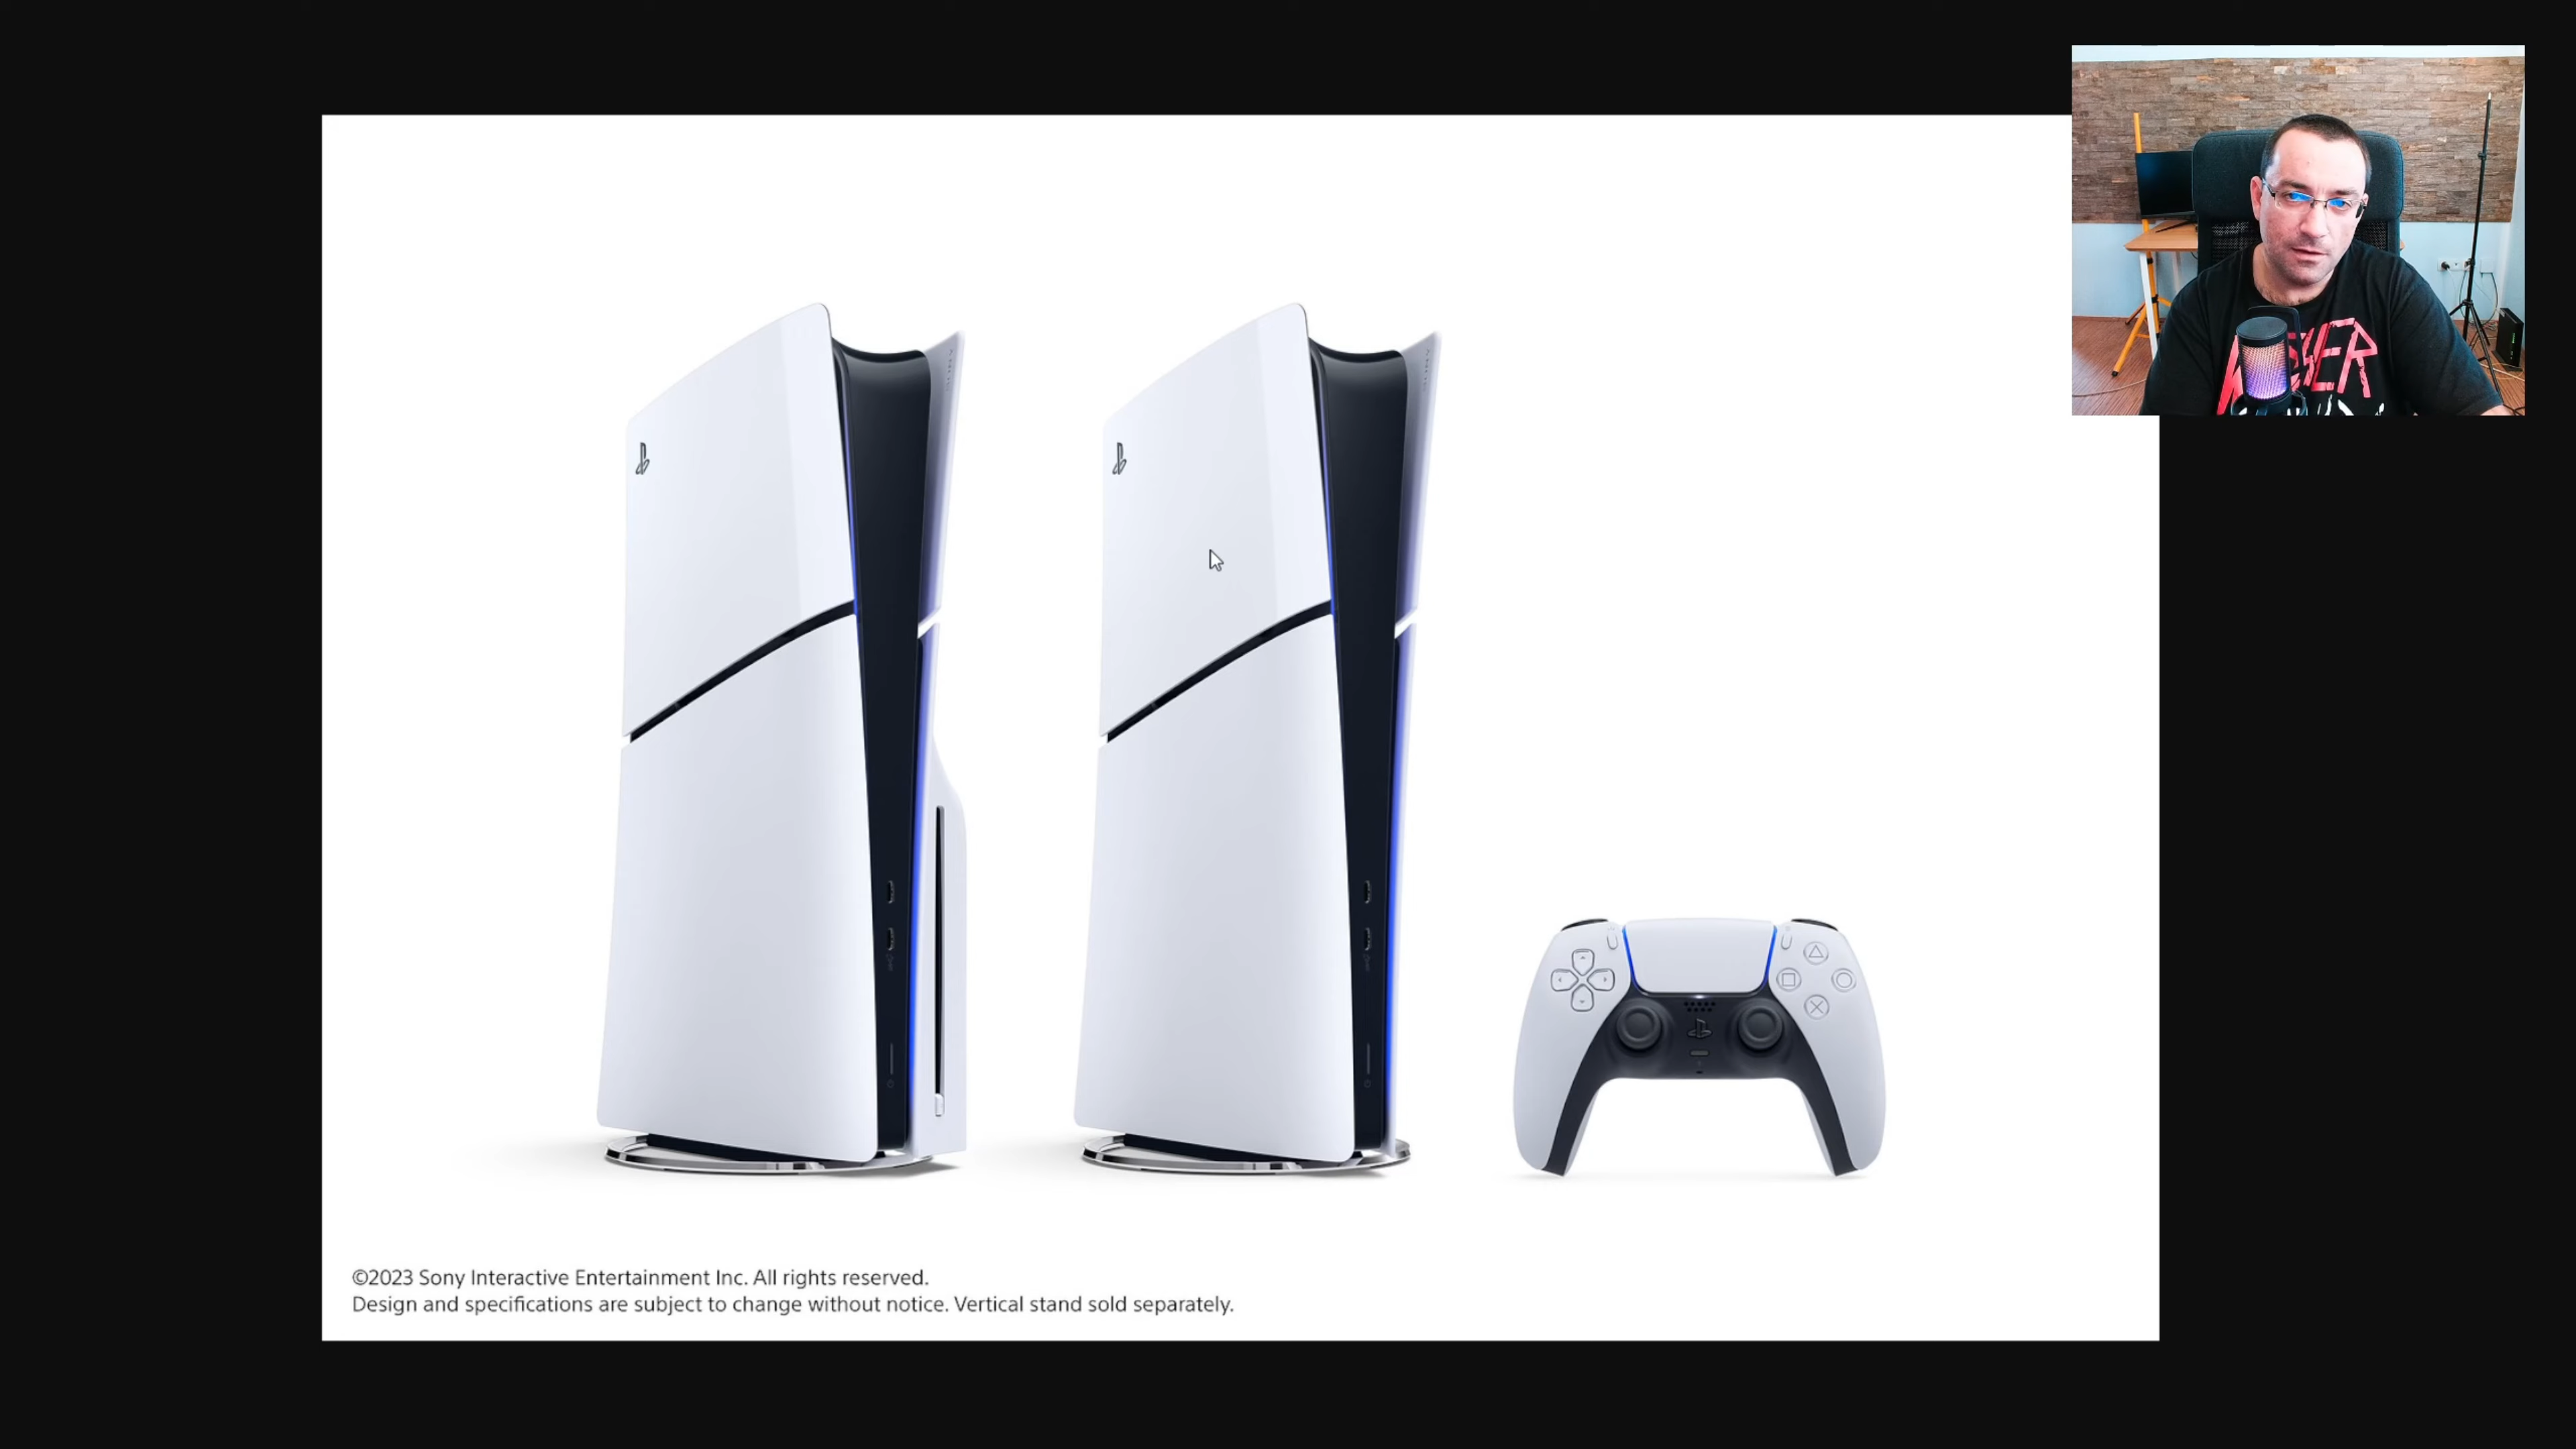 ©2023 Sony Interactive Entertainment Inc. All rights reserved.
Design and specifications are subject to change without notice. Vertical stand sold separately.